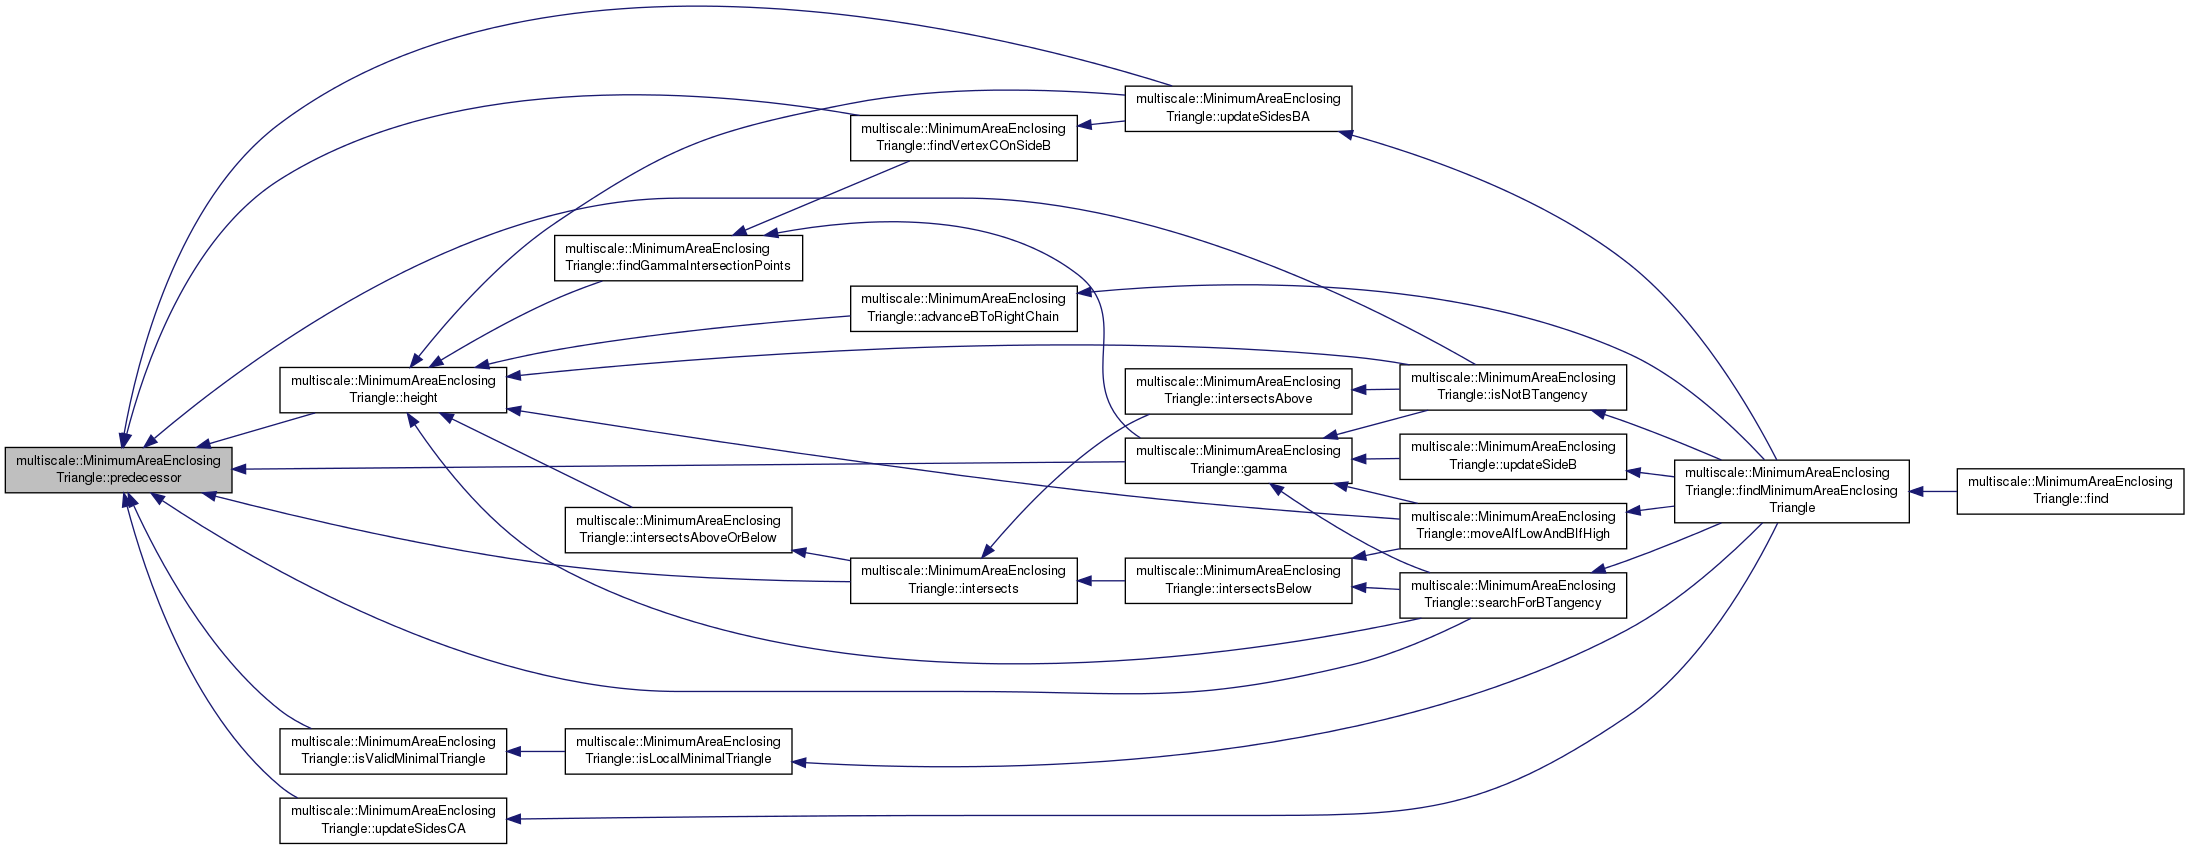 multiscale::MinimumAreaEnclosing
Triangle::predecessor
multiscale::MinimumAreaEnclosing
Triangle::height
multiscale::MinimumAreaEnclosing
Triangle::isValidMinimalTriangle
multiscale::MinimumAreaEnclosing
Triangle::updateSidesCA
multiscale::MinimumAreaEnclosing
Triangle::findGammaIntersectionPoints
multiscale::MinimumAreaEnclosing
Triangle::intersectsAboveOrBelow
multiscale::MinimumAreaEnclosing
Triangle::isLocalMinimalTriangle
multiscale::MinimumAreaEnclosing
Triangle::findVertexCOnSideB
multiscale::MinimumAreaEnclosing
Triangle::advanceBToRightChain
multiscale::MinimumAreaEnclosing
Triangle::intersects
multiscale::MinimumAreaEnclosing
Triangle::updateSidesBA
multiscale::MinimumAreaEnclosing
Triangle::intersectsAbove
multiscale::MinimumAreaEnclosing
Triangle::gamma
multiscale::MinimumAreaEnclosing
Triangle::intersectsBelow
multiscale::MinimumAreaEnclosing
Triangle::isNotBTangency
multiscale::MinimumAreaEnclosing
Triangle::updateSideB
multiscale::MinimumAreaEnclosing
Triangle::moveAIfLowAndBIfHigh
multiscale::MinimumAreaEnclosing
Triangle::searchForBTangency
multiscale::MinimumAreaEnclosing
Triangle::findMinimumAreaEnclosing
Triangle
multiscale::MinimumAreaEnclosing
Triangle::find